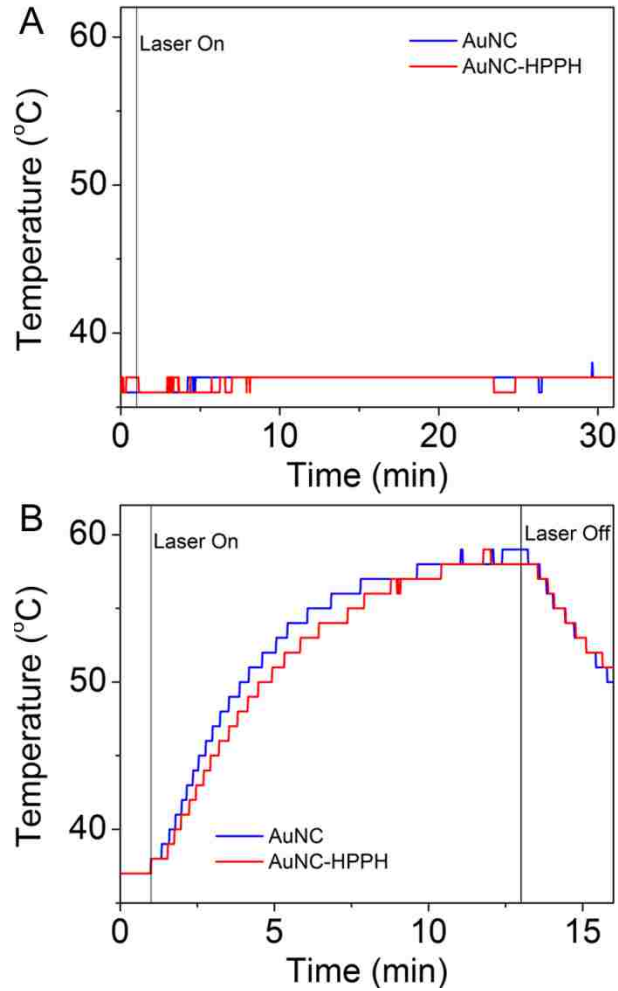 A
60
Laser On
AuNC
AuNC-HPPH
50
40
Temperature (°C)
0 10 20 30
Time (min)
B
60
Laser On
Laser Off
50
40
Temperature (°C)
AuNC
AuNC-HPPH
0 5 10 15
Time (min)